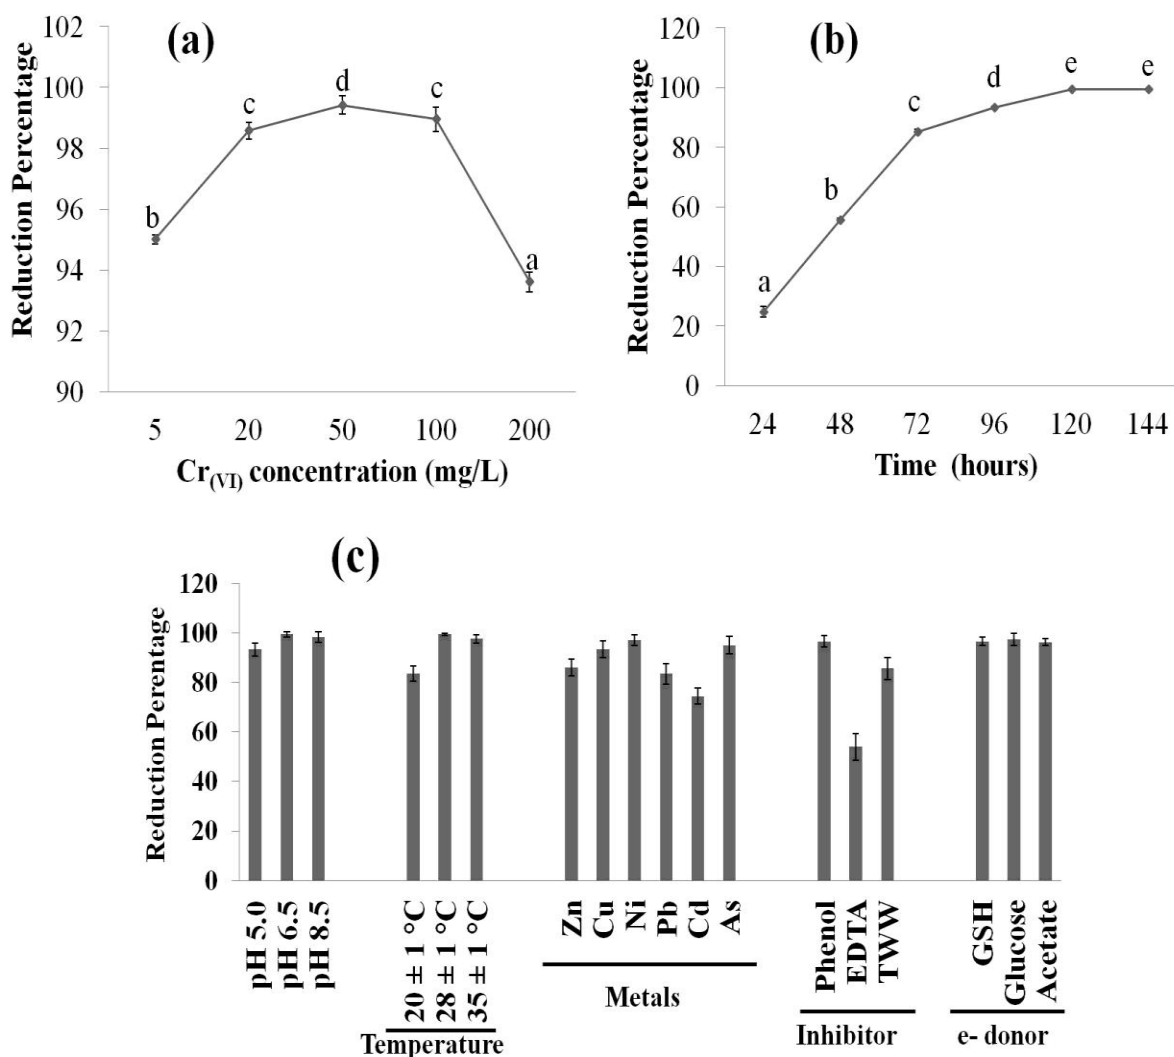 (a)
102
100
98
96
94
92
90
Reduction Percentage
b
c
d
c
a
5 20 50 100 200
Cr(VI) concentration (mg/L)
(b)
120
100
80
60
40
20
0
Reduction Percentage
a
b
c
d
e
e
24 48 72 96 120 144
Time (hours)
(c)
120
100
80
60
40
20
0
Reduction Perentage
pH 5.0
pH 6.5
pH 8.5
20 ± 1 °C
28 ± 1 °C
35 ± 1 °C
Temperature
Zn
Cu
Ni
Pb
Cd
As
Metals
Phenol
EDTA
TWW
Inhibitor
GSH
Glucose
Acetate
e- donor